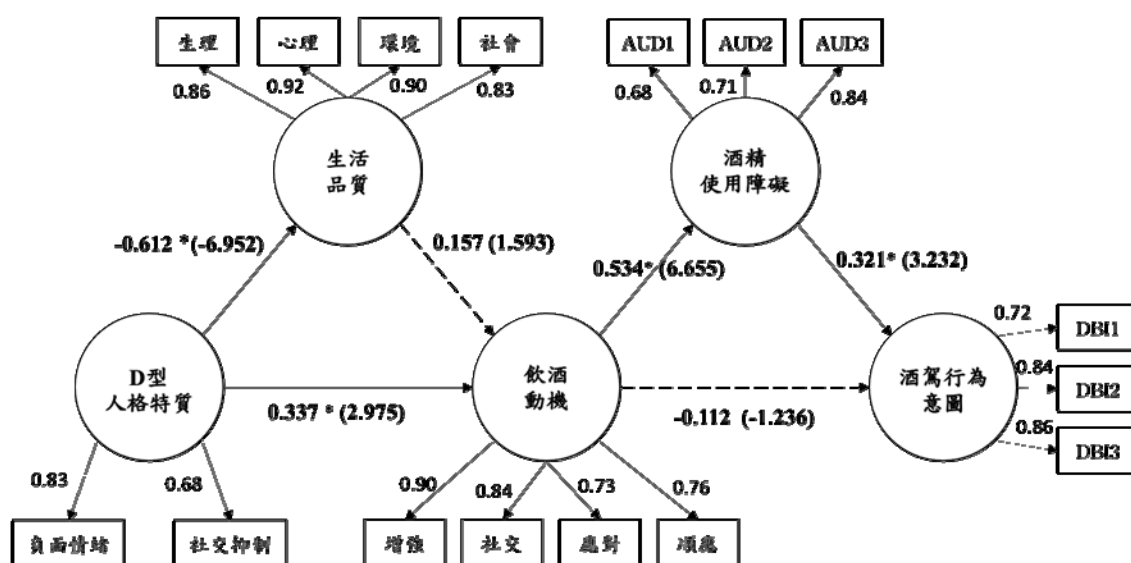 生理
心理
環境
社會
AUD1
AUD2
AUD3
0.86
0.92
0.90
0.83
0.68
0.71
0.84
生活
品質
酒精
使用障礙
-0.612 *(-6.952)
0.157 (1.593)
0.534* (6.655)
0.321* (3.232)
D型
人格特質
飲酒
動機
酒駕行為
意圖
0.72
DBI1
0.84
DBI2
0.86
DBI3
0.337 * (2.975)
-0.112 (-1.236)
0.83
0.68
0.90
0.84
0.73
0.76
負面情緒
社交抑制
增強
社交
應對
順應